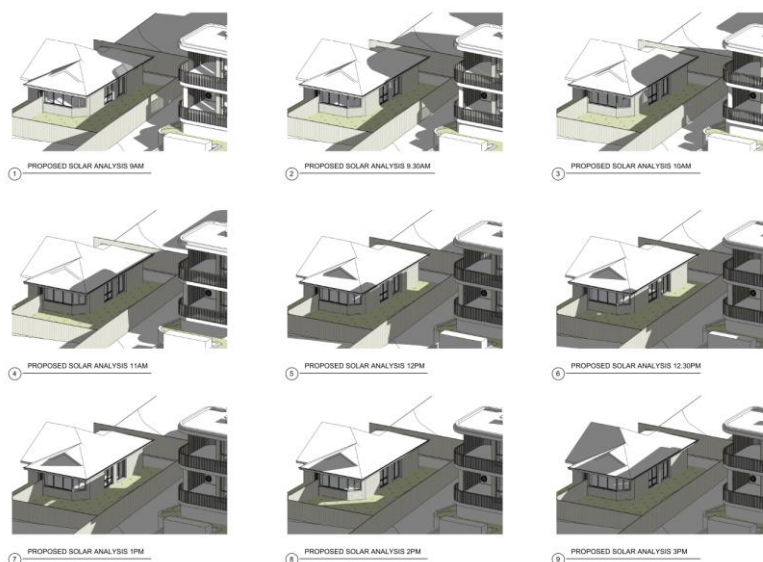 1 PROPOSED SOLAR ANALYSIS 9AM
2 PROPOSED SOLAR ANALYSIS 9.30AM
3 PROPOSED SOLAR ANALYSIS 10AM
4 PROPOSED SOLAR ANALYSIS 11AM
5 PROPOSED SOLAR ANALYSIS 12PM
6 PROPOSED SOLAR ANALYSIS 12.30PM
7 PROPOSED SOLAR ANALYSIS 1PM
8 PROPOSED SOLAR ANALYSIS 2PM
9 PROPOSED SOLAR ANALYSIS 3PM